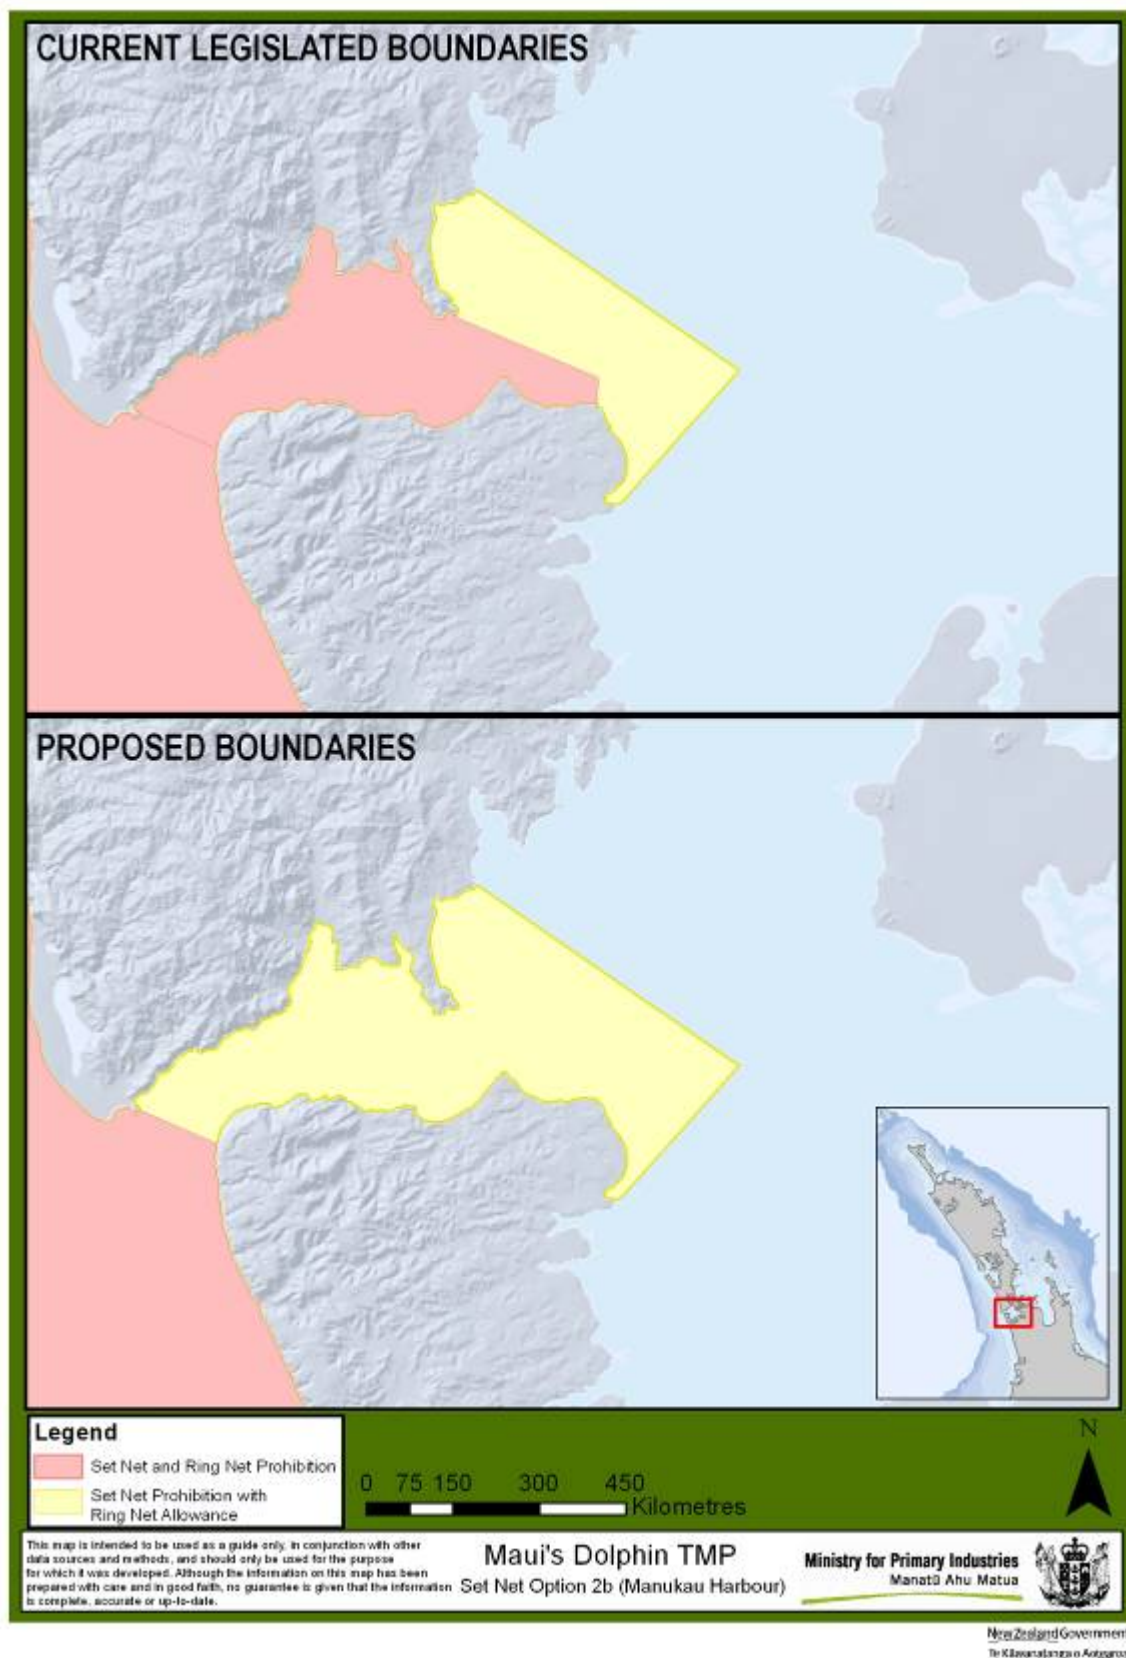 CURRENT LEGISLATED BOUNDARIES
PROPOSED BOUNDARIES
Legend
Set Net and Ring Net Prohibition
Set Net Prohibition with
Ring Net Allowance
0 75 150 300 450
Kilometres
N
This map is intended to be used as a guide only, in conjunction with other
data sources and methods, and should only be used for the purpose
for which it was developed. Although the information on this map has been
prepared with care and in good faith, no guarantee is given that the information
is complete, accurate or up-to-date.
Maui's Dolphin TMP
Set Net Option 2b (Manukau Harbour)
Ministry for Primary Industries
Manatū Ahu Matua
New Zealand Government
Te Kāwanatanga o Aotearoa